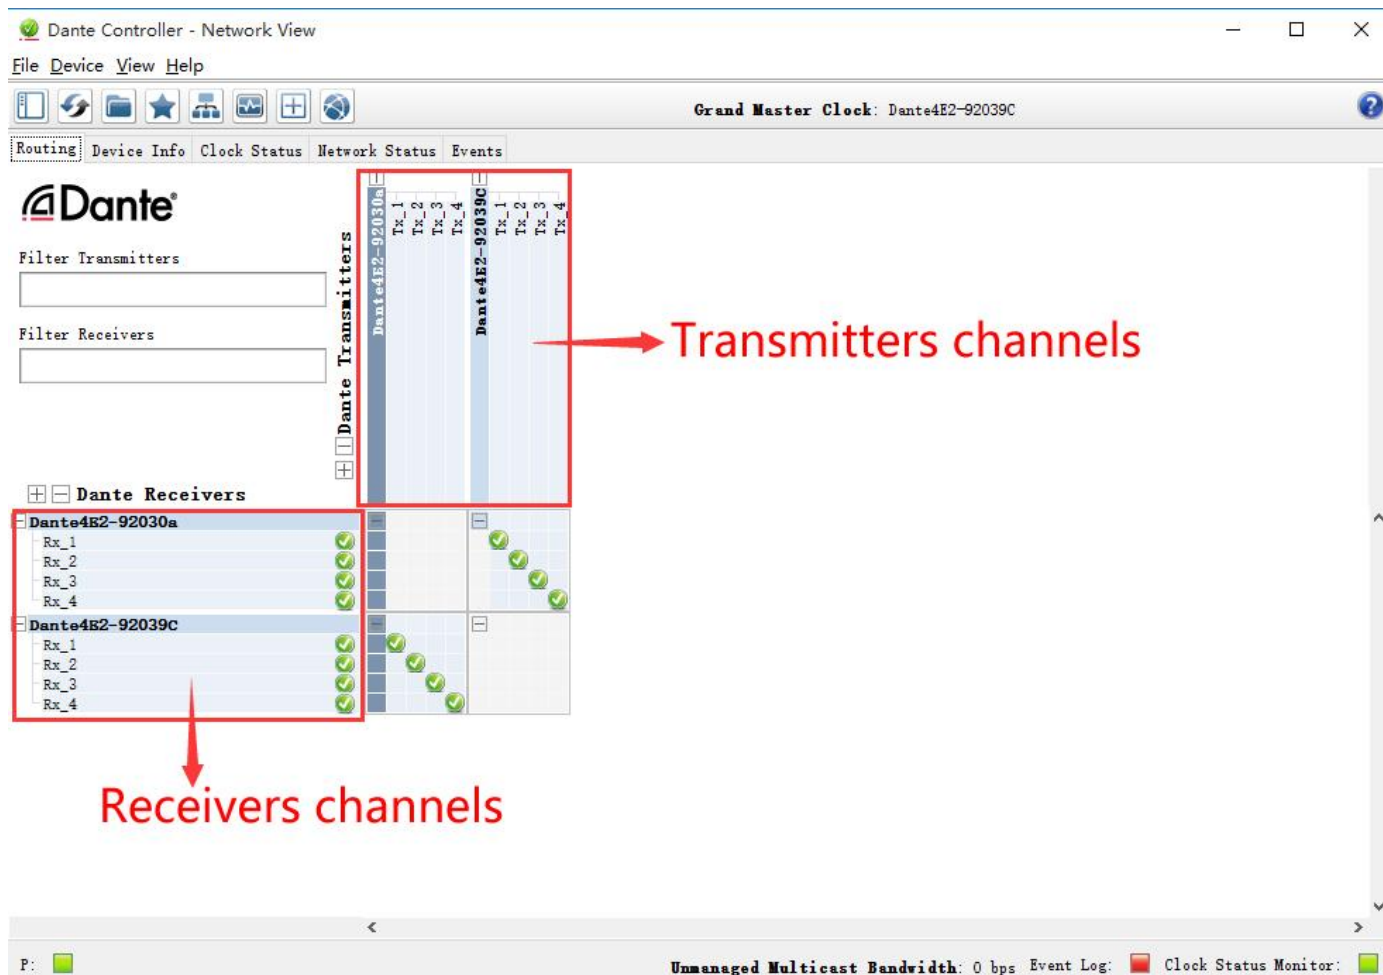 Dante Controller - Network View
File Device View Help
Grand Master Clock: Dante4E2-92039C
Routing Device Info Clock Status Network Status Events
Dante
Filter Transmitters
Filter Receivers
Dante Transmitters
Dante4E2-92030a
Tx_1
Tx_2
Tx_3
Tx_4
Dante4E2-92039C
Tx_1
Tx_2
Tx_3
Tx_4
Transmitters channels
Dante Receivers
Dante4E2-92030a
Rx_1
Rx_2
Rx_3
Rx_4
Dante4E2-92039C
Rx_1
Rx_2
Rx_3
Rx_4
Receivers channels
P:
Unmanaged Multicast Bandwidth: 0 bps Event Log: Clock Status Monitor: